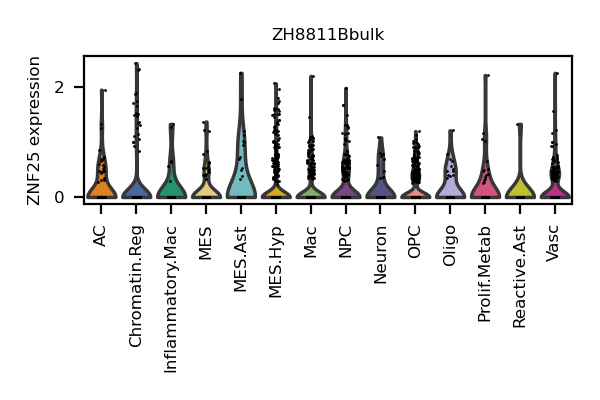 ZH8811Bbulk
ZNF25 expression
2
0
AC
Chromatin.Reg
Inflammatory.Mac
MES
MES.Ast
MES.Hyp
Mac
NPC
Neuron
OPC
Oligo
Prolif.Metab
Reactive.Ast
Vasc